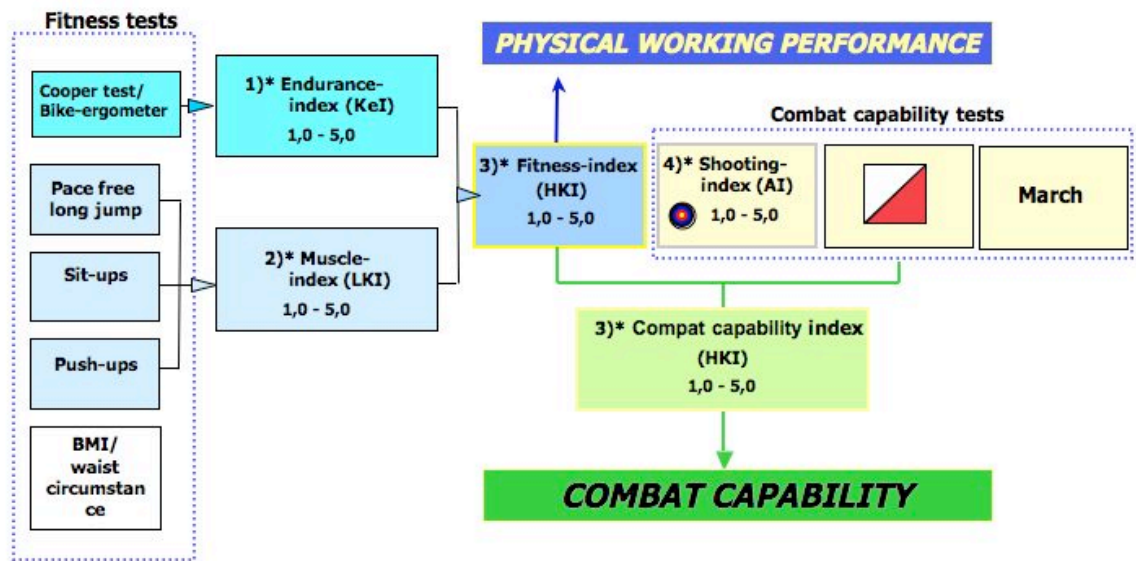 Fitness tests
Cooper test/
Bike-ergometer
Pace free
long jump
Sit-ups
Push-ups
BMI/
waist
circumstan
ce
1)* Endurance-
index (KeI)
1,0 - 5,0
2)* Muscle-
index (LKI)
1,0 - 5,0
PHYSICAL WORKING PERFORMANCE
3)* Fitness-index
(HKI)
1,0 - 5,0
Combat capability tests
4)* Shooting-
index (AI)
1,0 - 5,0
March
3)* Compat capability index
(HKI)
1,0 - 5,0
COMBAT CAPABILITY